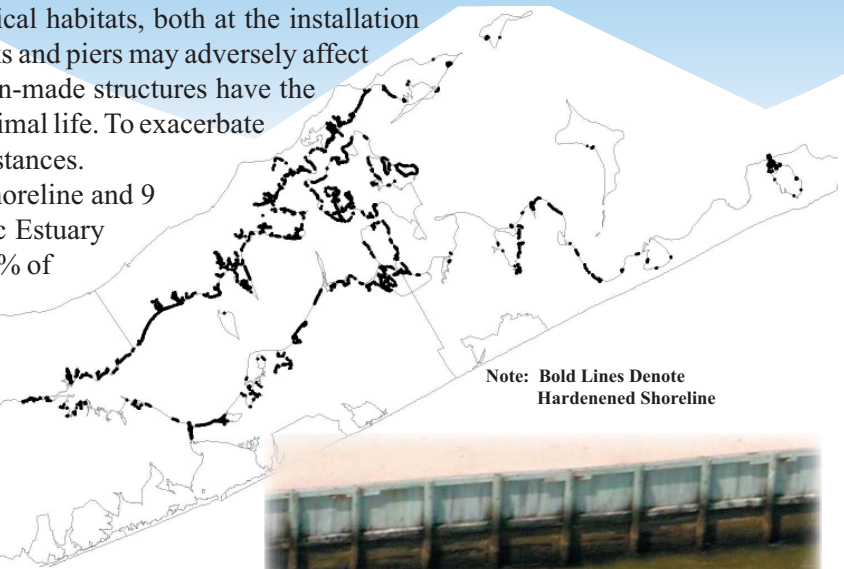 ical habitats, both at the installation
ks and piers may adversely affect
n-made structures have the
imal life. To exacerbate
stances.
horeline and 9
c Estuary
% of
Note: Bold Lines Denote
Hardenened Shoreline